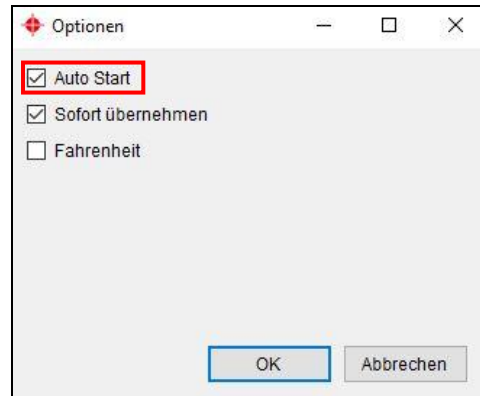 Optionen
Auto Start
Sofort übernehmen
Fahrenheit
OK Abbrechen